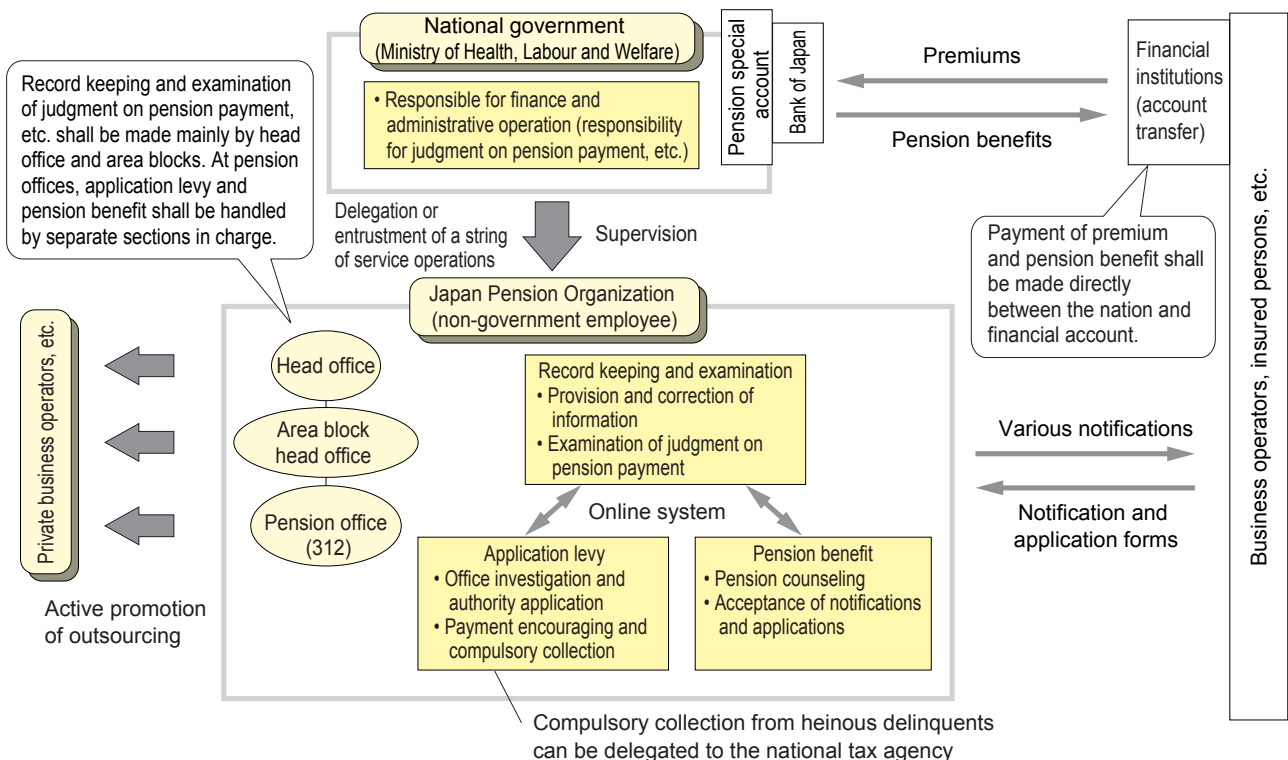 National government
(Ministry of Health, Labour and Welfare)
• Responsible for finance and
administrative operation (responsibility
for judgment on pension payment, etc.)
Pension special
account
Bank of Japan
Premiums
Pension benefits
Financial
institutions
(account
transfer)
Business operators, insured persons, etc.
Record keeping and examination
of judgment on pension payment,
etc. shall be made mainly by head
office and area blocks. At pension
offices, application levy and
pension benefit shall be handled
by separate sections in charge.
Delegation or
entrustment of a string
of service operations
Supervision
Payment of premium
and pension benefit shall
be made directly
between the nation and
financial account.
Japan Pension Organization
(non-government employee)
Private business operators, etc.
Active promotion
of outsourcing
Head office
Area block
head office
Pension office
(312)
Record keeping and examination
• Provision and correction of
information
• Examination of judgment on
pension payment
Online system
Application levy
• Office investigation and
authority application
• Payment encouraging and
compulsory collection
Pension benefit
• Pension counseling
• Acceptance of notifications
and applications
Various notifications
Notification and
application forms
Compulsory collection from heinous delinquents
can be delegated to the national tax agency